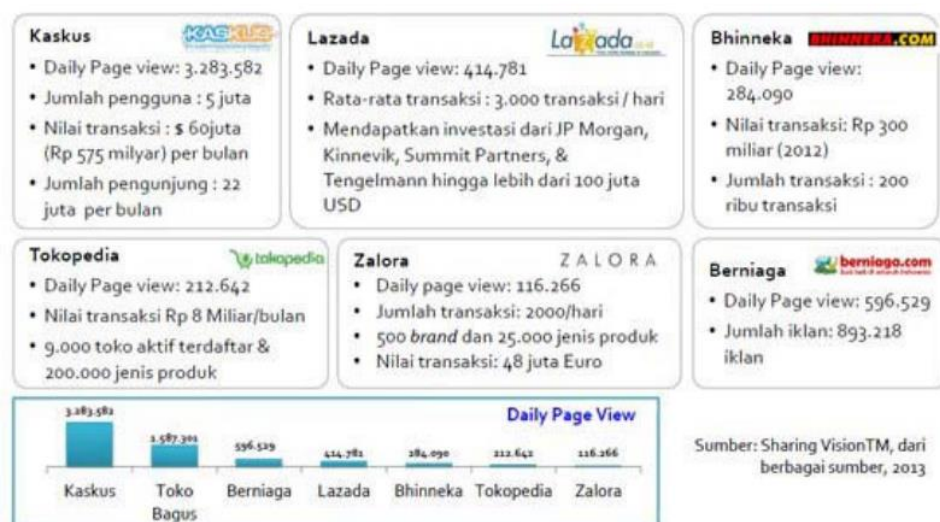 Kaskus
KASKUS
• Daily Page view: 3.283.582
• Jumlah pengguna : 5 juta
• Nilai transaksi : $ 60juta
(Rp 575 milyar) per bulan
• Jumlah pengunjung : 22
juta per bulan
Lazada
Lazada
• Daily Page view: 414.781
• Rata-rata transaksi : 3.000 transaksi / hari
• Mendapatkan investasi dari JP Morgan,
Kinnevik, Summit Partners, &
Tengelmann hingga lebih dari 100 juta
USD
Bhinneka
BHINNEKA.COM
• Daily Page view:
284.090
• Nilai transaksi: Rp 300
miliar (2012)
• Jumlah transaksi : 200
ribu transaksi
Tokopedia
tokopedia
• Daily Page view: 212.642
• Nilai transaksi Rp 8 Miliar/bulan
• 9.000 toko aktif terdaftar &
200.000 jenis produk
Zalora
ZALORA
• Daily page view: 116.266
• Jumlah transaksi: 2000/hari
• 500 brand dan 25.000 jenis produk
• Nilai transaksi: 48 juta Euro
Berniaga
berniaga.com
• Daily Page view: 596.529
• Jumlah iklan: 893.218
iklan
Daily Page View
3.283.582
1.587.301
596.529
414.781
284.090
212.642
116.266
Kaskus
Toko
Bagus
Berniaga
Lazada
Bhinneka
Tokopedia
Zalora
Sumber: Sharing VisionTM, dari
berbagai sumber, 2013